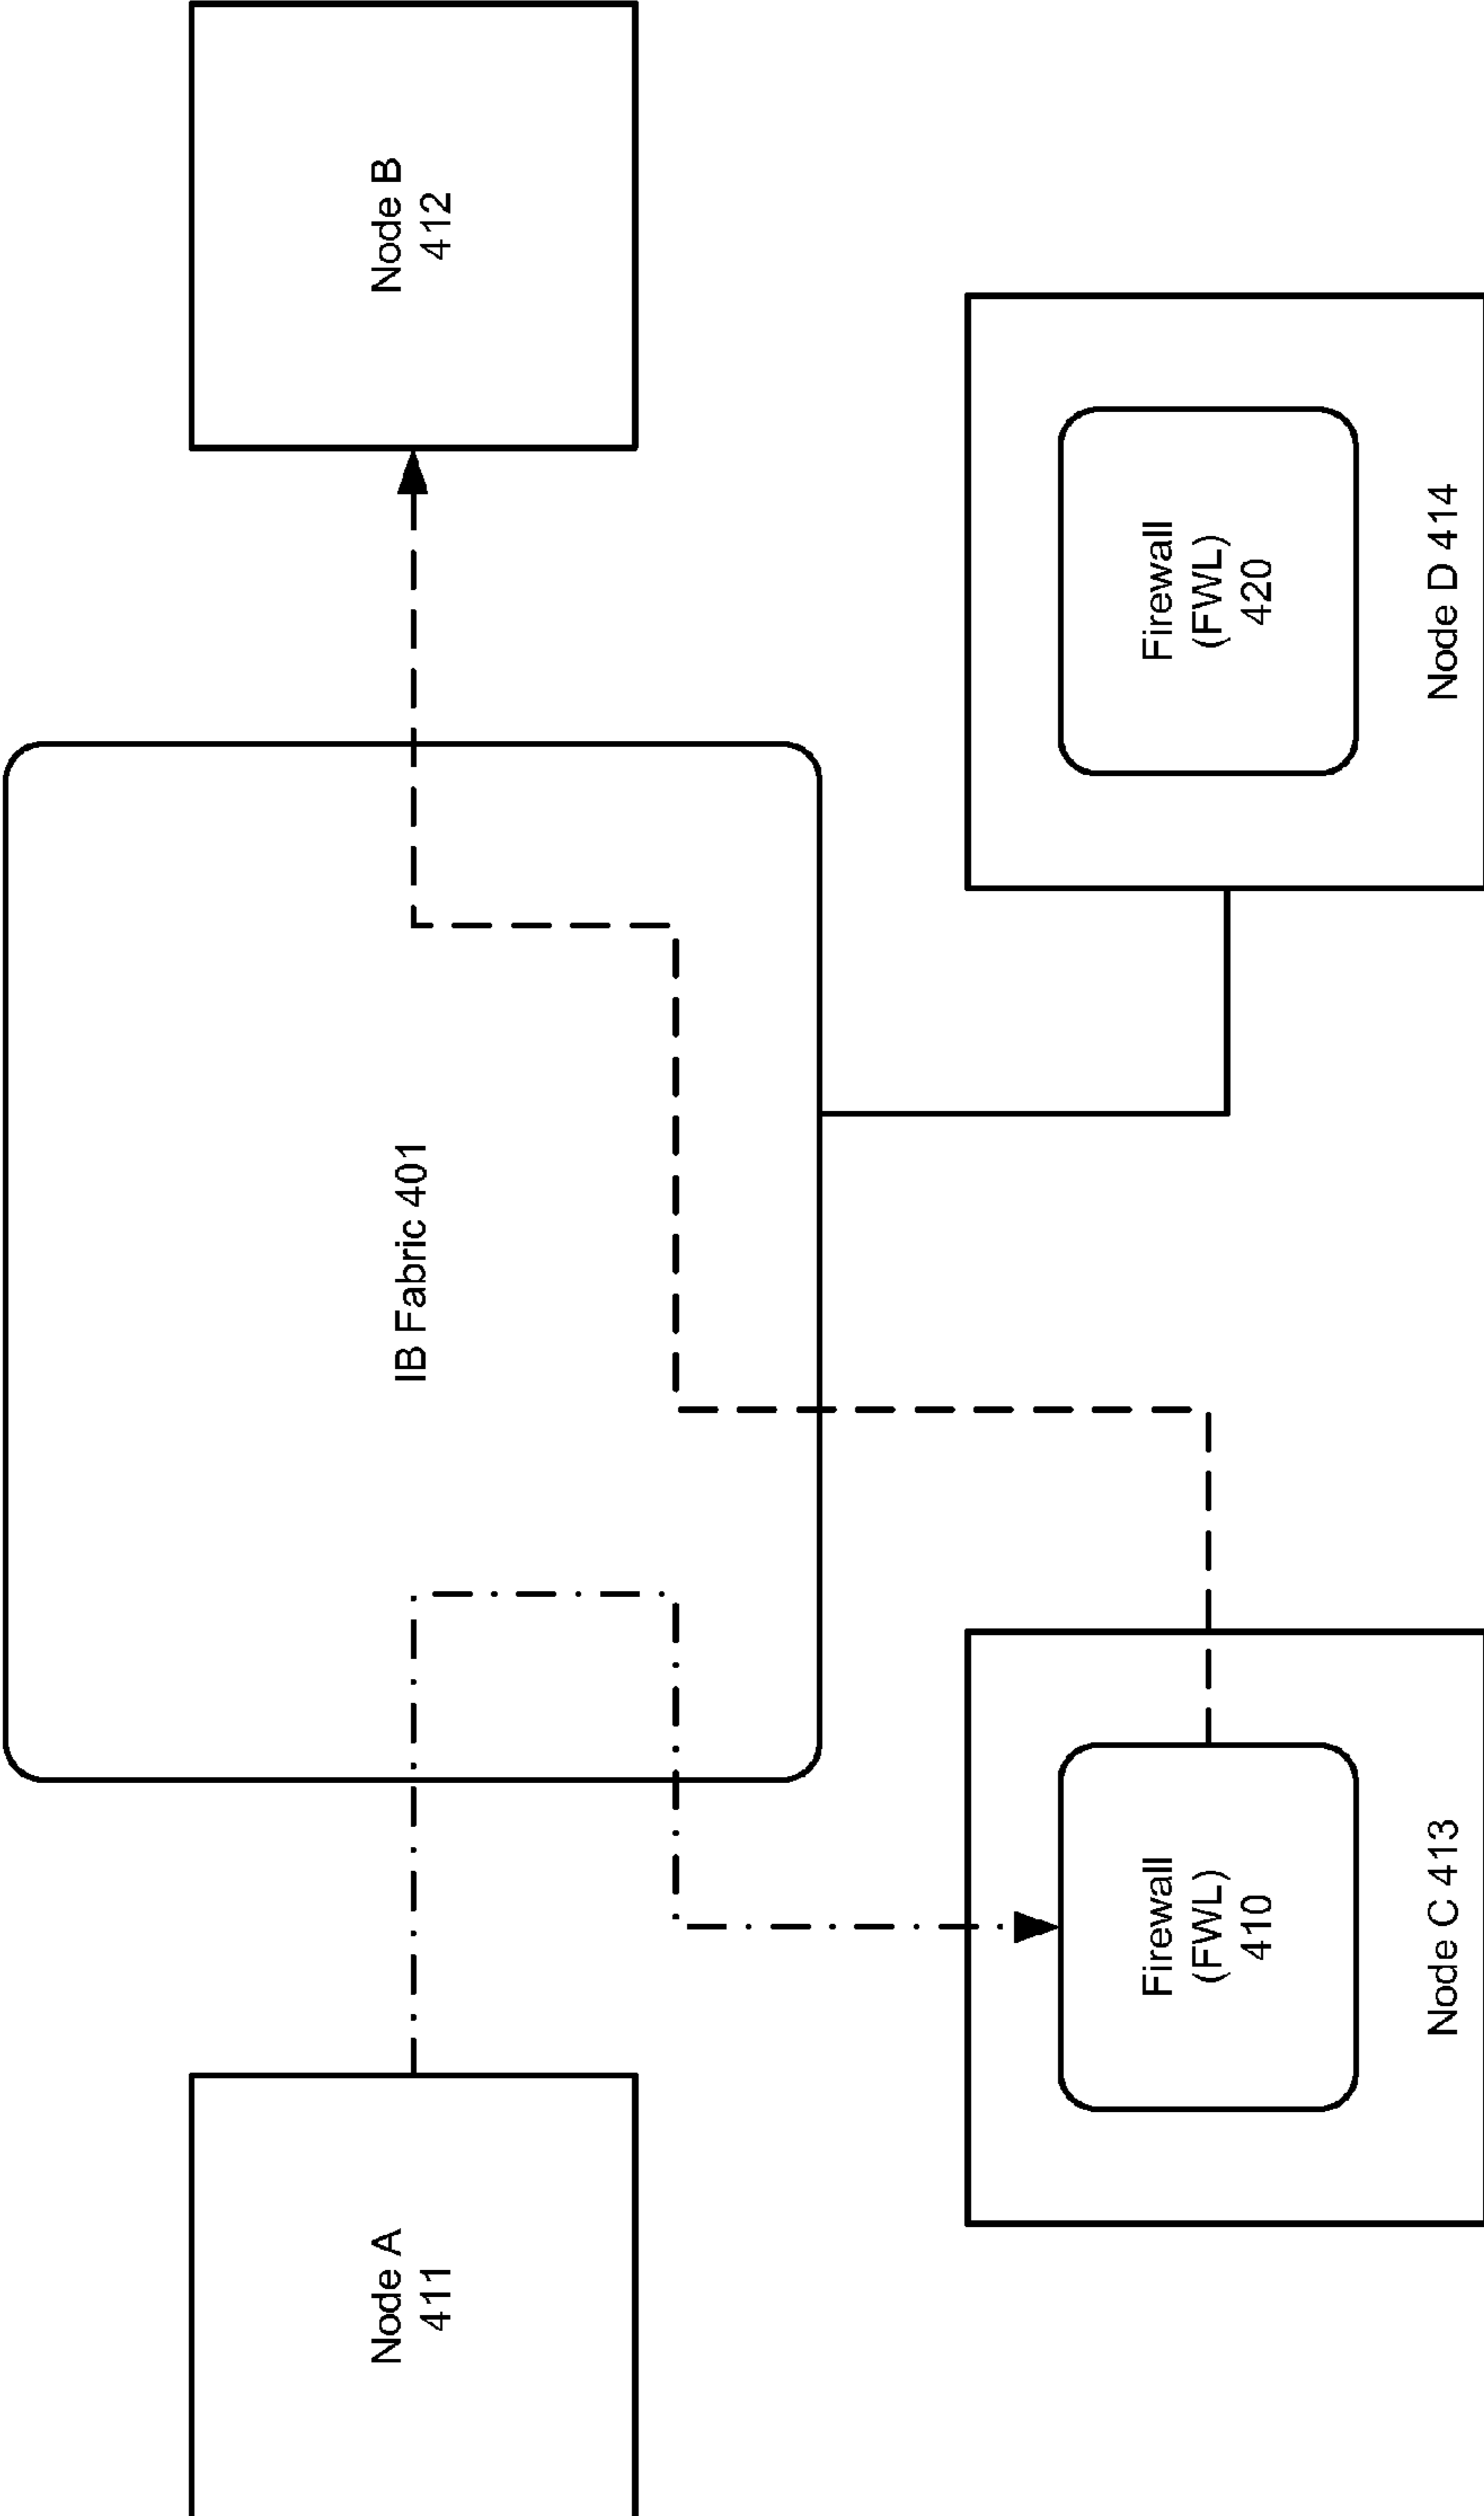 Node A
411
IB Fabric 401
Node B
412
Firewall
(FWL)
410
Node C 413
Firewall
(FWL)
420
Node D 414